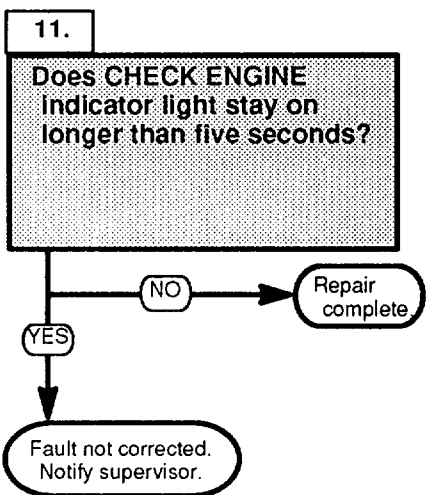 11.
Does CHECK ENGINE
indicator light stay on
longer than five seconds?
NO
Repair
complete.
YES
Fault not corrected.
Notify supervisor.